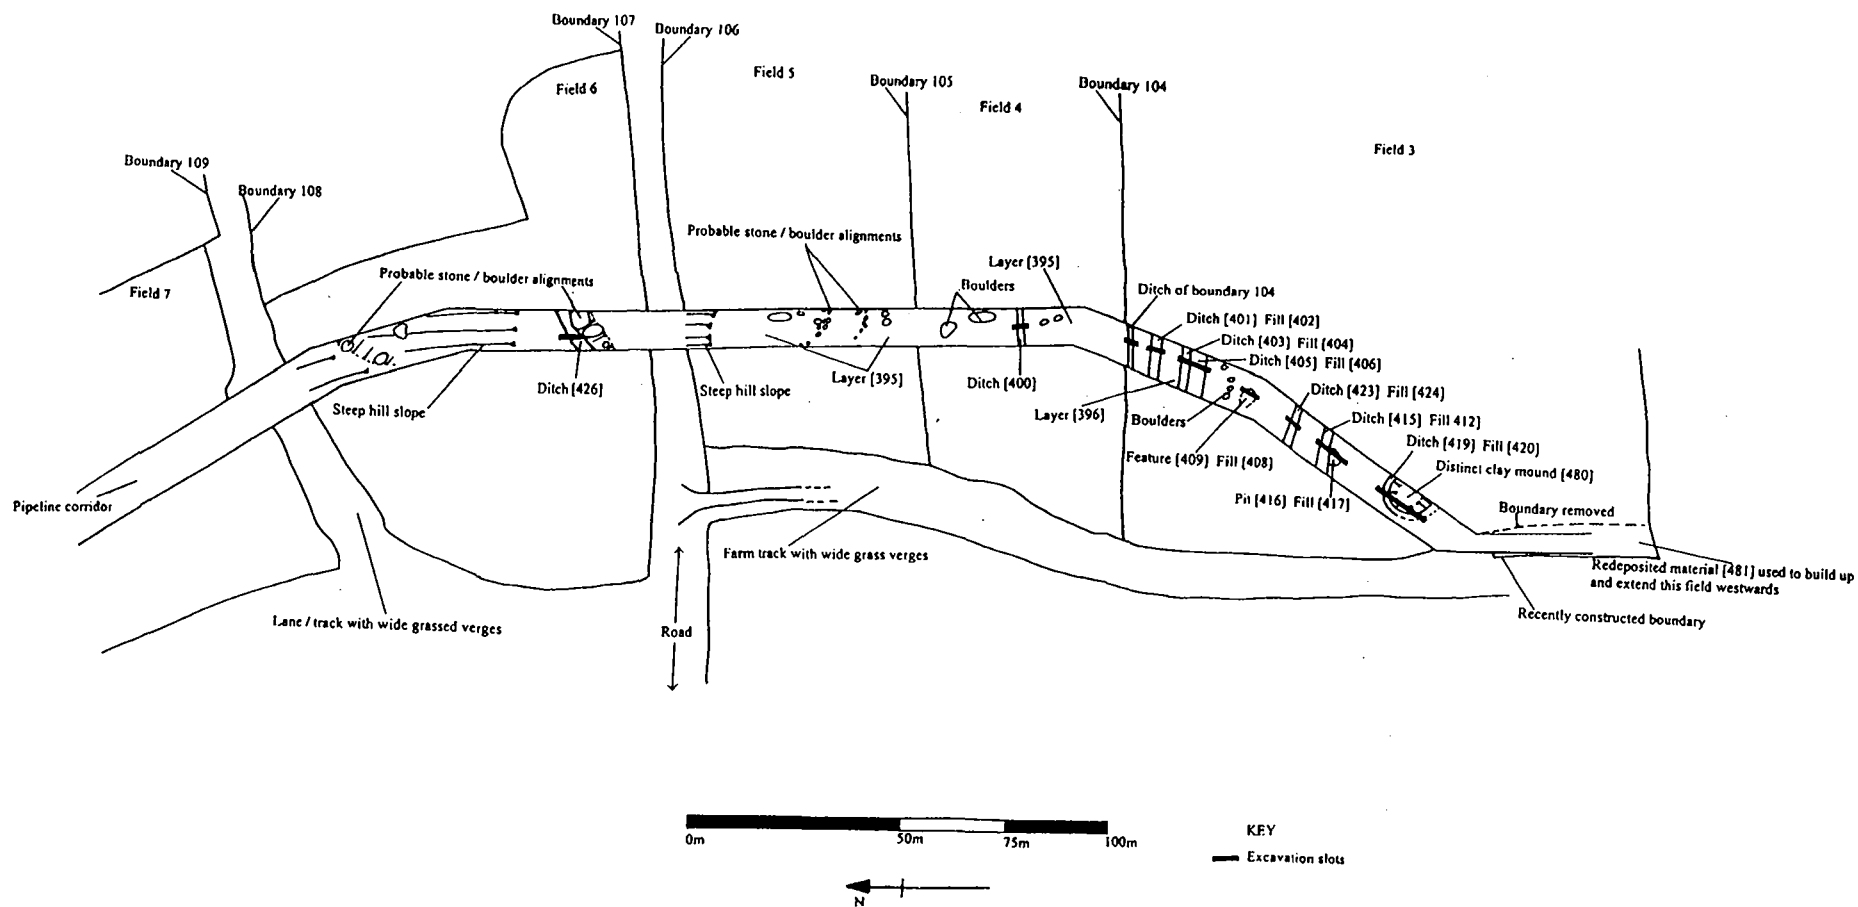 Boundary 107
Boundary 106
Field 5
Field 6
Boundary 105
Field 4
Boundary 104
Field 3
Boundary 109
Boundary 108
Probable stone / boulder alignments
Layer [395]
Probable stone / boulder alignments
Boulders
Ditch of boundary 104
Field 7
Ditch [401] Fill [402]
Ditch [403] Fill [404]
Ditch [405] Fill [406]
Ditch [426]
Steep hill slope
Layer [395]
Ditch [400]
Steep hill slope
Layer [396]
Boulders
Ditch [423] Fill [424]
Ditch [415] Fill 412]
Ditch [419] Fill [420]
Feature [409] Fill [408]
Distinct clay mound [480]
Pit [416] Fill [417]
Pipeline corridor
Boundary removed
Farm track with wide grass verges
Redeposited material [481] used to build up
and extend this field westwards
Lane / track with wide grassed verges
Road
Recently constructed boundary
0m
50m
75m
100m
KEY
Excavation slots
N